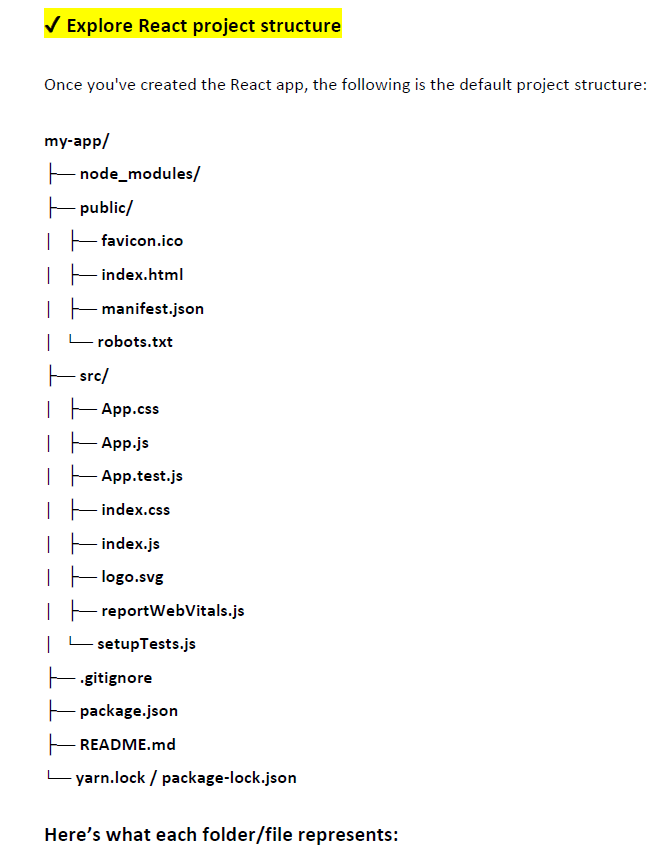 ✓ Explore React project structure
Once you've created the React app, the following is the default project structure:
my-app/
├── node_modules/
├── public/
│ ├── favicon.ico
│ ├── index.html
│ ├── manifest.json
│ └── robots.txt
├── src/
│ ├── App.css
│ ├── App.js
│ ├── App.test.js
│ ├── index.css
│ ├── index.js
│ ├── logo.svg
│ ├── reportWebVitals.js
│ └── setupTests.js
├── .gitignore
├── package.json
├── README.md
└── yarn.lock / package-lock.json
Here’s what each folder/file represents: